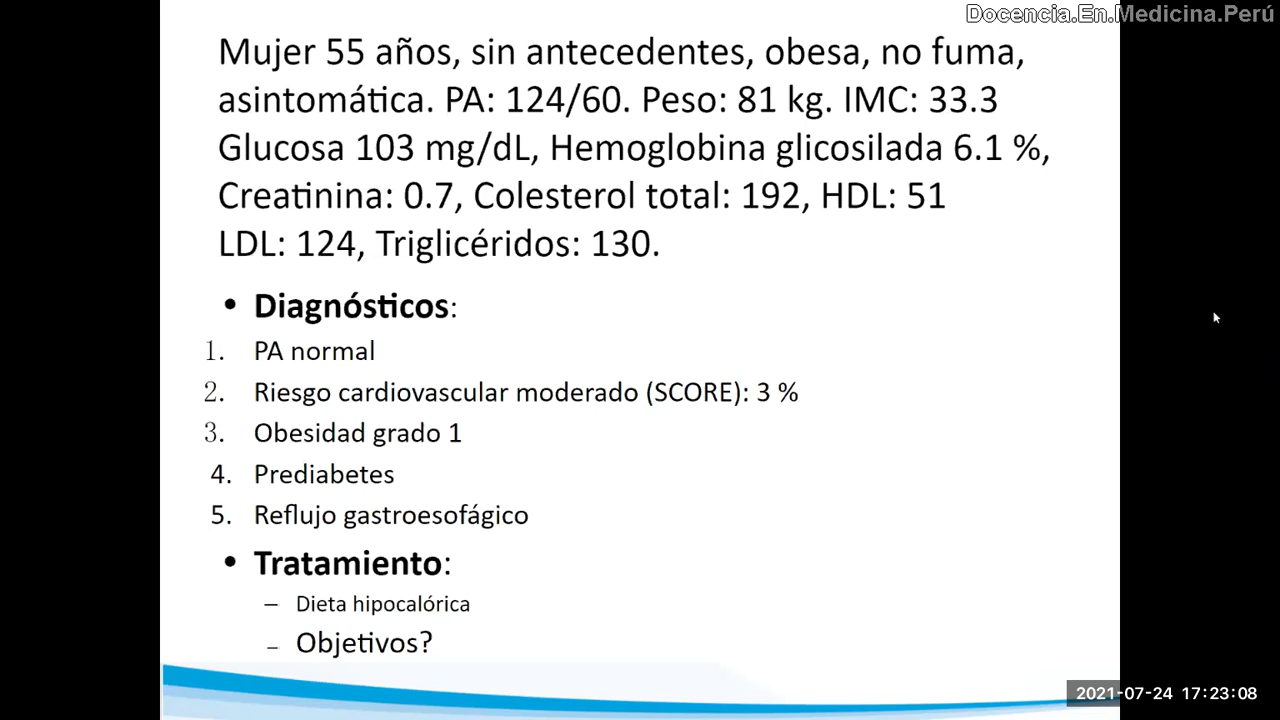 Docencia.En.Medicina.Perú
Mujer 55 años, sin antecedentes, obesa, no fuma,
asintomática. PA: 124/60. Peso: 81 kg. IMC: 33.3
Glucosa 103 mg/dL, Hemoglobina glicosilada 6.1 %,
Creatinina: 0.7, Colesterol total: 192, HDL: 51
LDL: 124, Triglicéridos: 130.
• Diagnósticos:
1. PA normal
2. Riesgo cardiovascular moderado (SCORE): 3 %
3. Obesidad grado 1
4. Prediabetes
5. Reflujo gastroesofágico
• Tratamiento:
– Dieta hipocalórica
– Objetivos?
2021-07-24 17:23:08